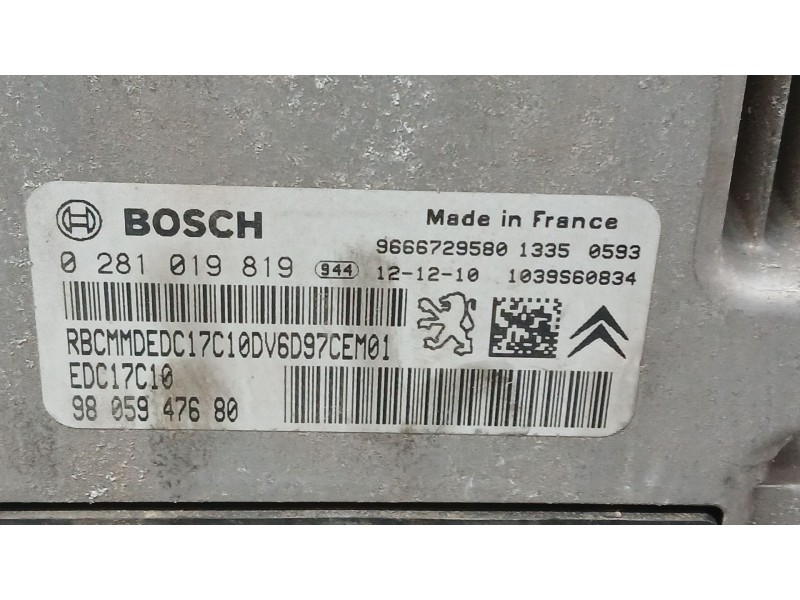 BOSCH
Made in France
9666729580 1335 0593
0 281 019 819 944 12-12-10 1039S60834
RBCMMDEDC17C10DV6D97CEM01
EDC17C10
98 059 476 80